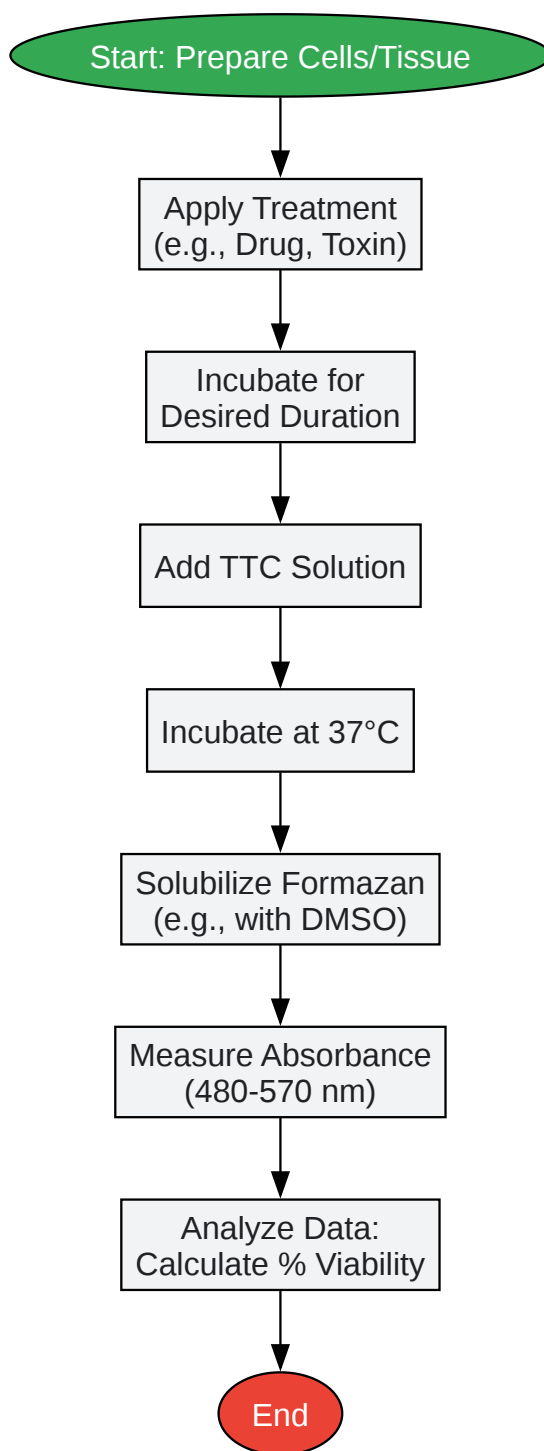 Start: Prepare Cells/Tissue
Apply Treatment
(e.g., Drug, Toxin)
Incubate for
Desired Duration
Add TTC Solution
Incubate at 37°C
Solubilize Formazan
(e.g., with DMSO)
Measure Absorbance
(480-570 nm)
Analyze Data:
Calculate % Viability
End